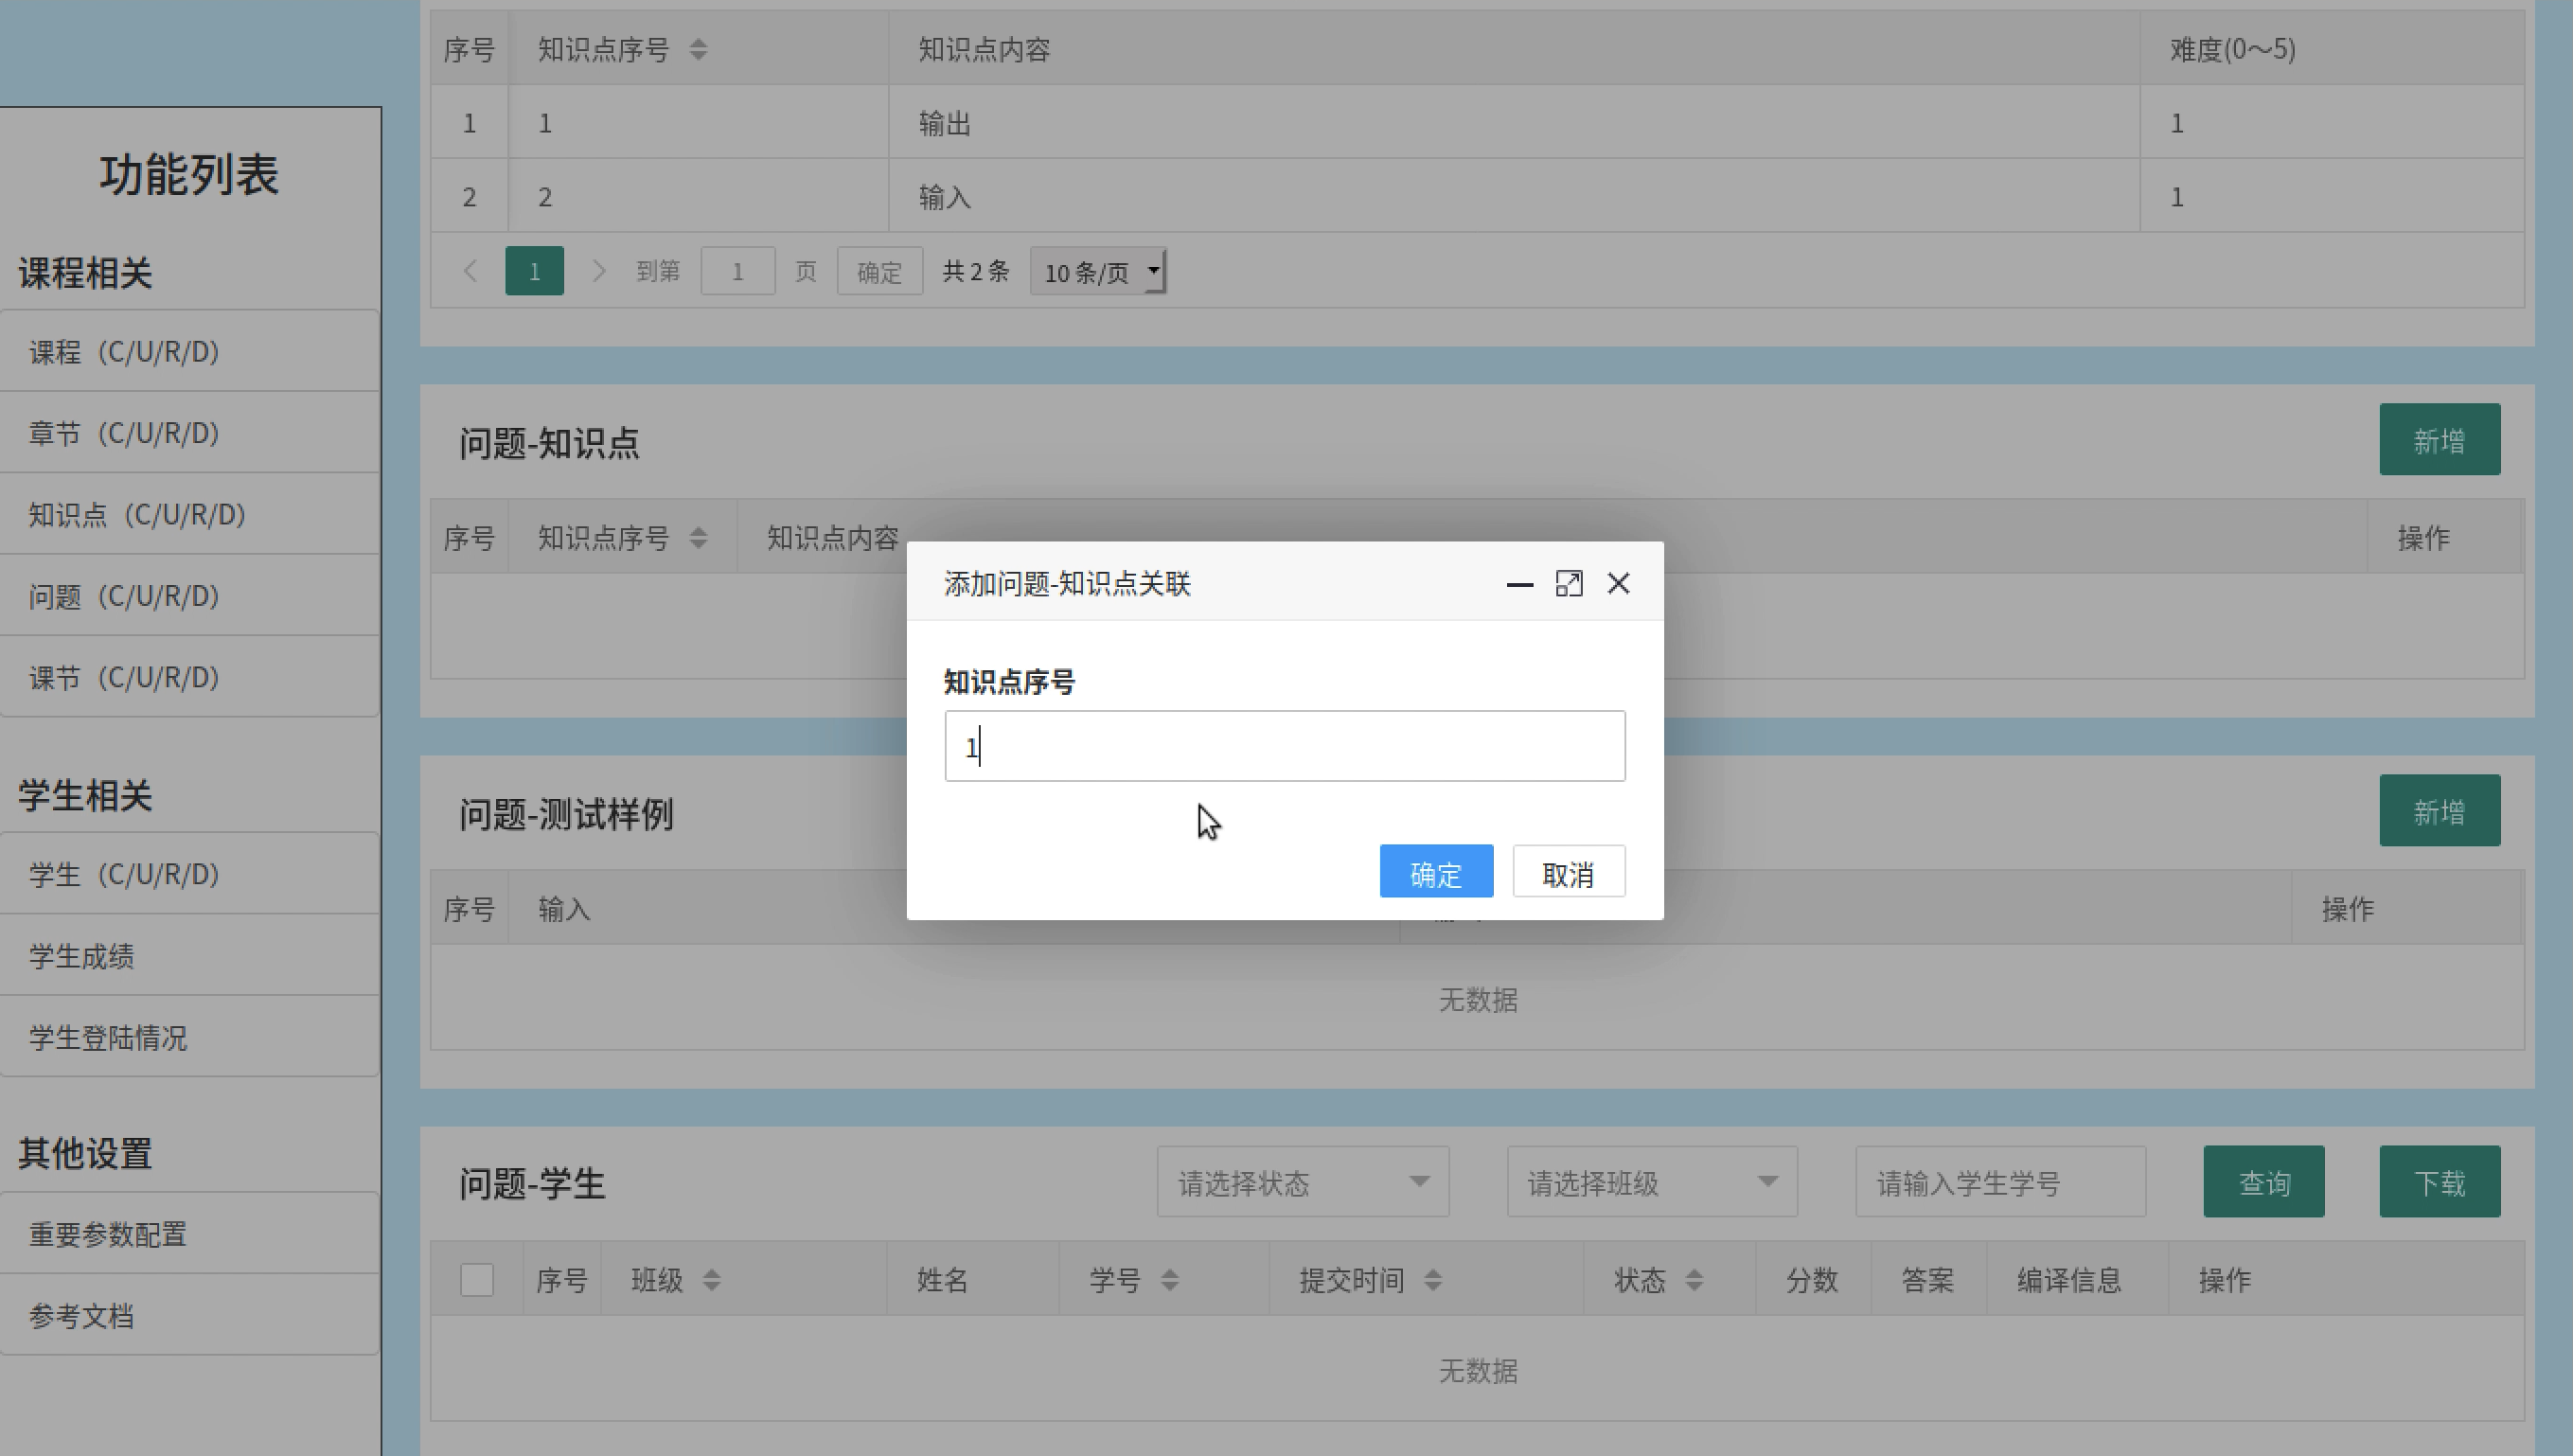 序号 知识点序号 知识点内容 难度(0～5)
1 1 输出 1
2 2 输入 1
1 到第 1 页 确定 共 2 条 10 条/页
功能列表
课程相关
课程（C/U/R/D）
章节（C/U/R/D）
知识点（C/U/R/D）
问题（C/U/R/D）
课节（C/U/R/D）
学生相关
学生（C/U/R/D）
学生成绩
学生登陆情况
其他设置
重要参数配置
参考文档
问题-知识点 新增
序号 知识点序号 知识点内容 操作
添加问题-知识点关联
知识点序号
1
确定 取消
问题-测试样例 新增
序号 输入 操作
无数据
问题-学生 请选择状态 请选择班级 请输入学生学号 查询 下载
序号 班级 姓名 学号 提交时间 状态 分数 答案 编译信息 操作
无数据